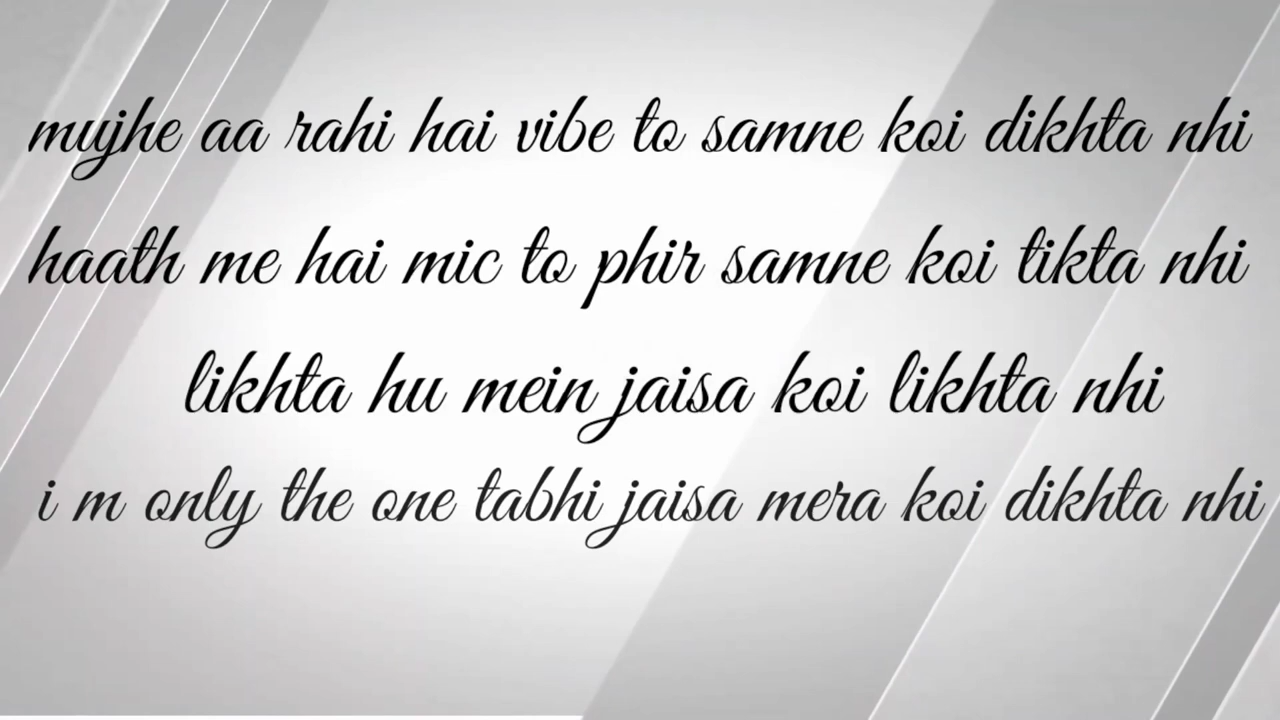 mujhe aa rahi hai vibe to samne koi dikhta nhi
haath me hai mic to phir samne koi tikta nhi
likhta hu mein jaisa koi likhta nhi
i m only the one tabhi jaisa mera koi dikhta nhi